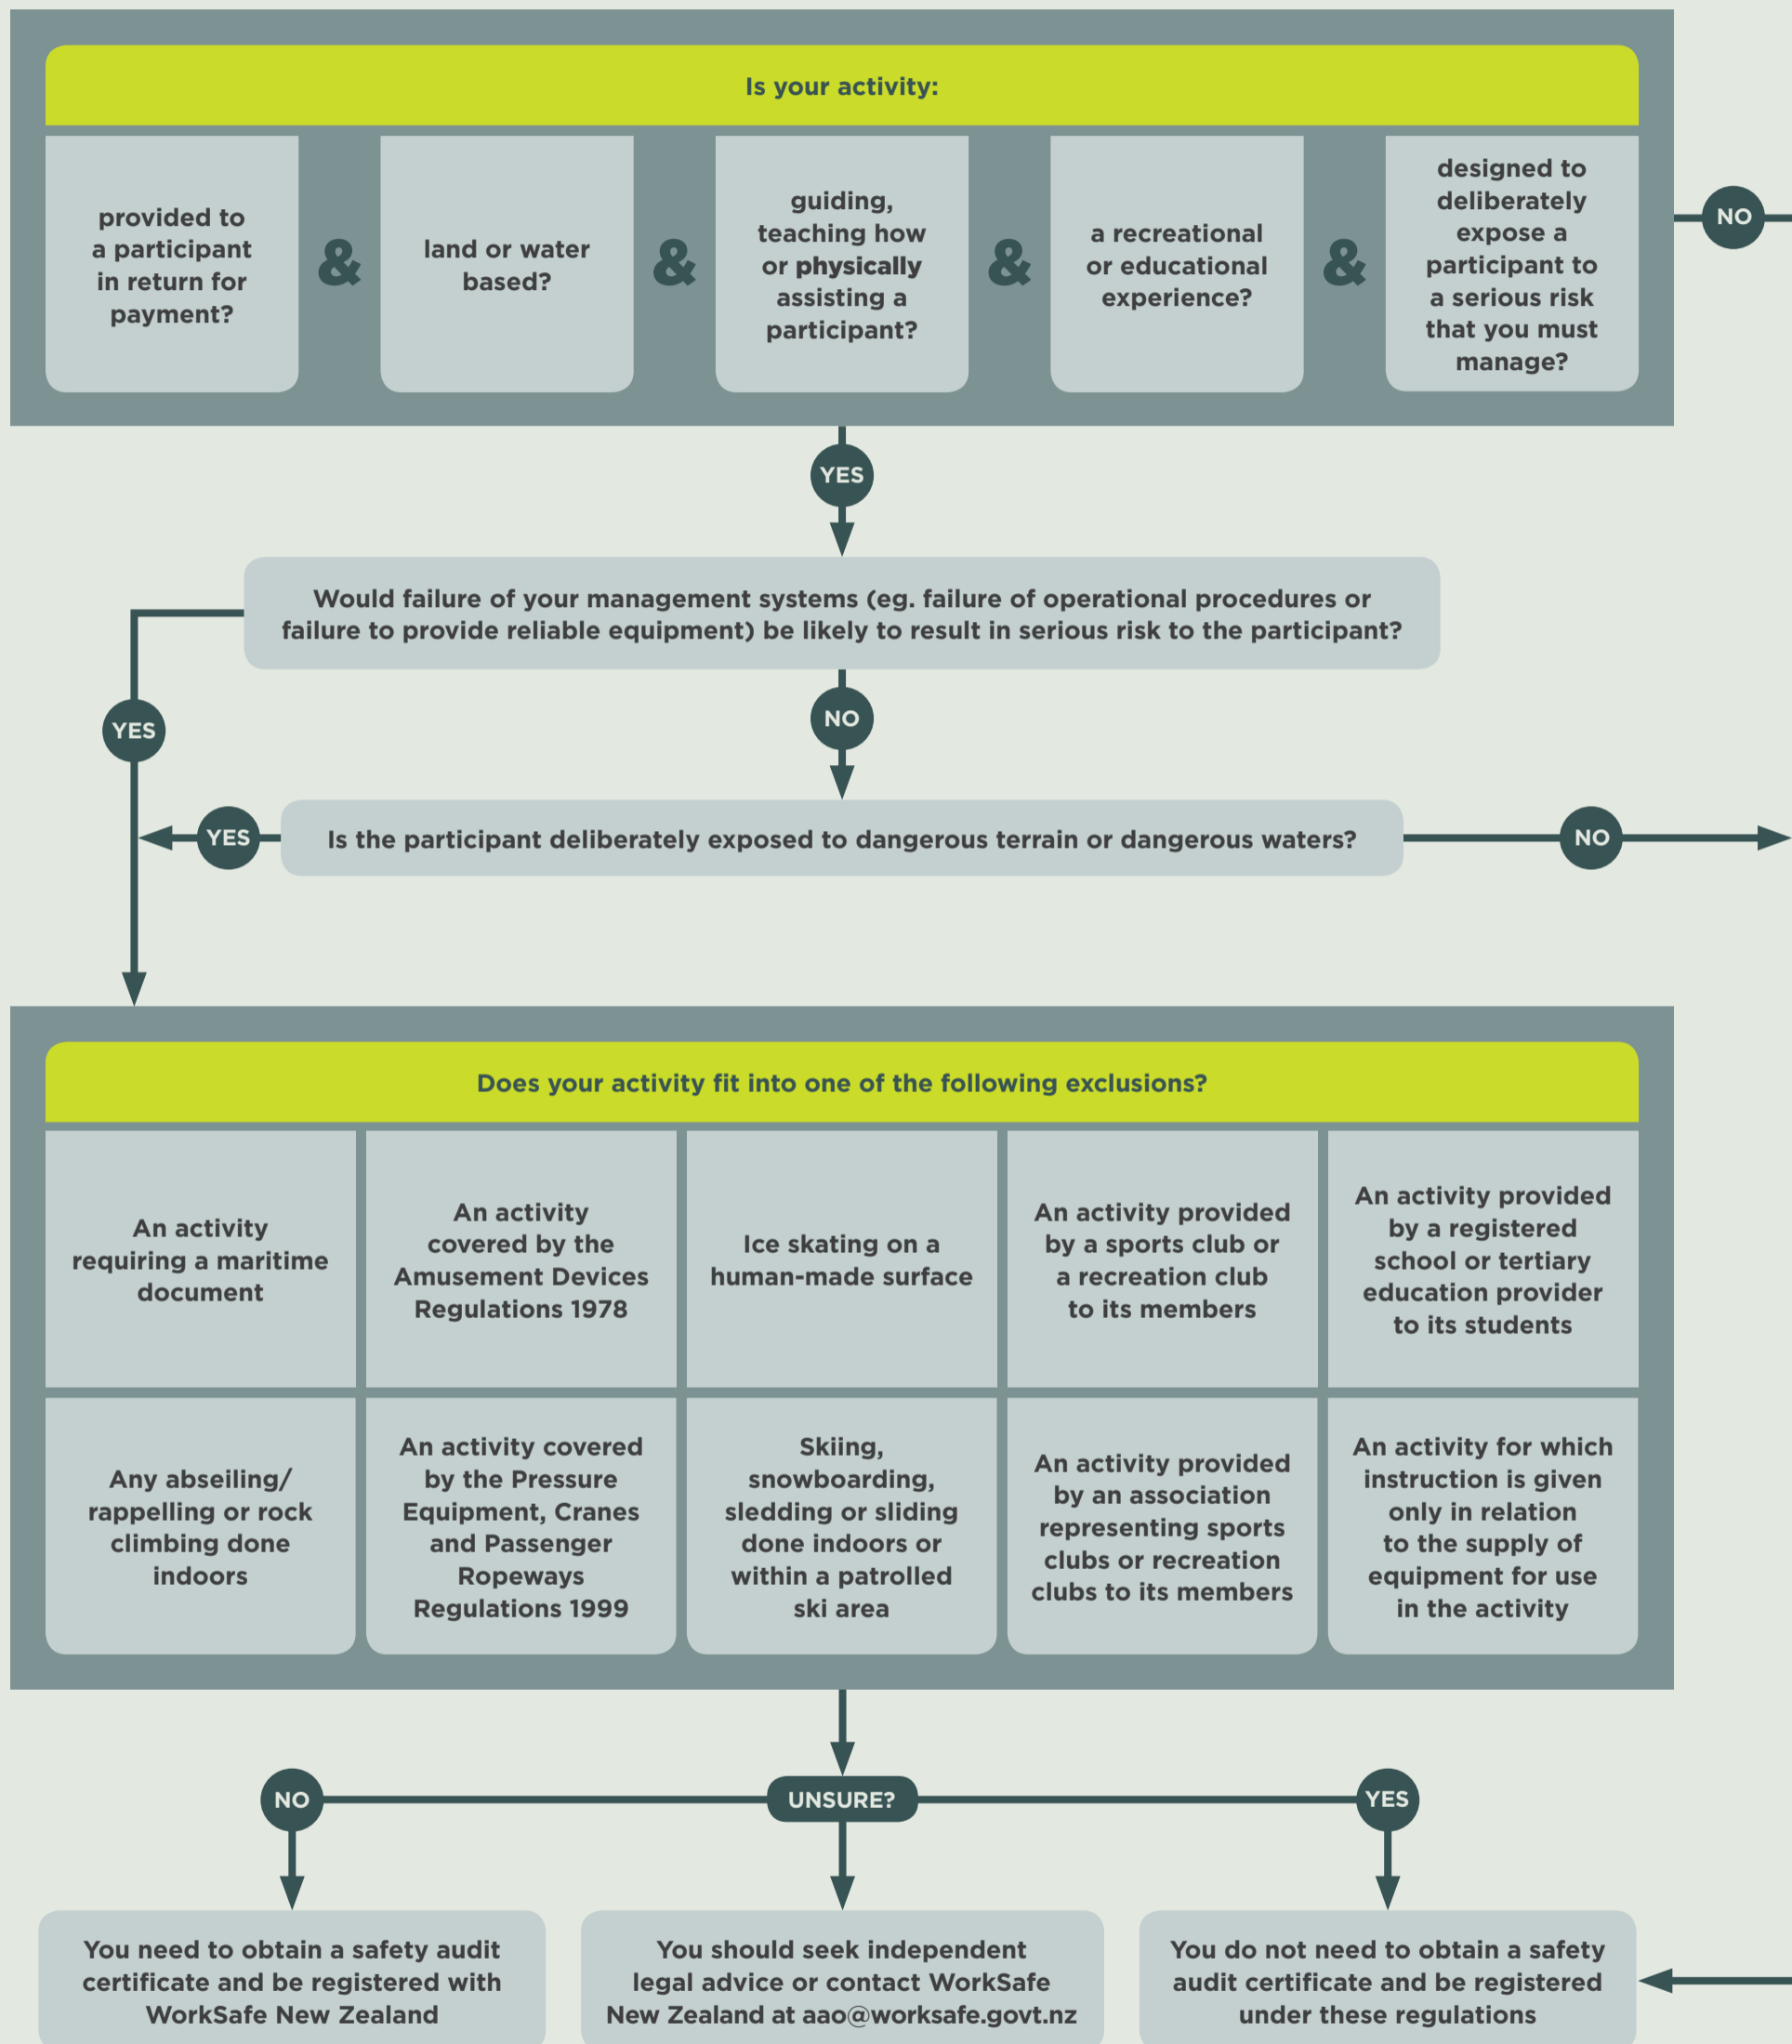 Is your activity:
provided to
a participant
in return for
payment?
&
land or water
based?
&
guiding,
teaching how
or physically
assisting a
participant?
&
a recreational
or educational
experience?
&
designed to
deliberately
expose a
participant to
a serious risk
that you must
manage?
NO
YES
Would failure of your management systems (eg. failure of operational procedures or
failure to provide reliable equipment) be likely to result in serious risk to the participant?
YES
NO
YES
Is the participant deliberately exposed to dangerous terrain or dangerous waters?
NO
Does your activity fit into one of the following exclusions?
An activity
requiring a maritime
document
An activity
covered by the
Amusement Devices
Regulations 1978
Ice skating on a
human-made surface
An activity provided
by a sports club or
a recreation club
to its members
An activity provided
by a registered
school or tertiary
education provider
to its students
Any abseiling/
rappelling or rock
climbing done
indoors
An activity covered
by the Pressure
Equipment, Cranes
and Passenger
Ropeways
Regulations 1999
Skiing,
snowboarding,
sledding or sliding
done indoors or
within a patrolled
ski area
An activity provided
by an association
representing sports
clubs or recreation
clubs to its members
An activity for which
instruction is given
only in relation
to the supply of
equipment for use
in the activity
NO
UNSURE?
YES
You need to obtain a safety audit
certificate and be registered with
WorkSafe New Zealand
You should seek independent
legal advice or contact WorkSafe
New Zealand at aao@worksafe.govt.nz
You do not need to obtain a safety
audit certificate and be registered
under these regulations